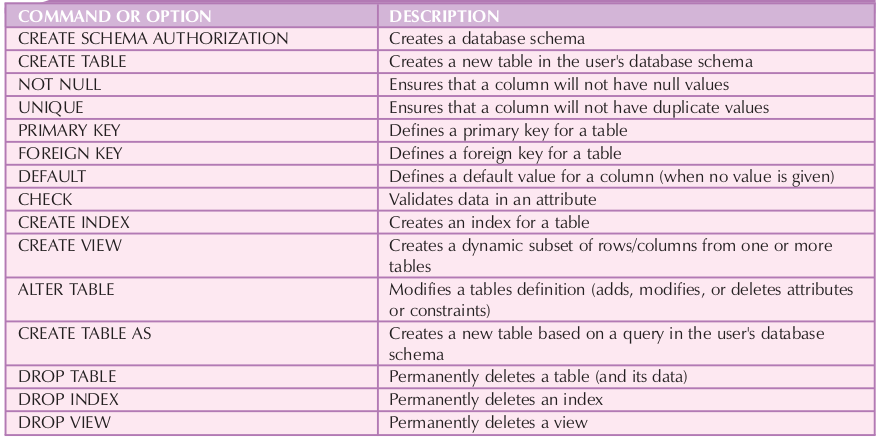 COMMAND OR OPTION DESCRIPTION
CREATE SCHEMA AUTHORIZATION Creates a database schema
CREATE TABLE Creates a new table in the user's database schema
NOT NULL Ensures that a column will not have null values
UNIQUE Ensures that a column will not have duplicate values
PRIMARY KEY Defines a primary key for a table
FOREIGN KEY Defines a foreign key for a table
DEFAULT Defines a default value for a column (when no value is given)
CHECK Validates data in an attribute
CREATE INDEX Creates an index for a table
CREATE VIEW Creates a dynamic subset of rows/columns from one or more
tables
ALTER TABLE Modifies a tables definition (adds, modifies, or deletes attributes
or constraints)
CREATE TABLE AS Creates a new table based on a query in the user's database
schema
DROP TABLE Permanently deletes a table (and its data)
DROP INDEX Permanently deletes an index
DROP VIEW Permanently deletes a view